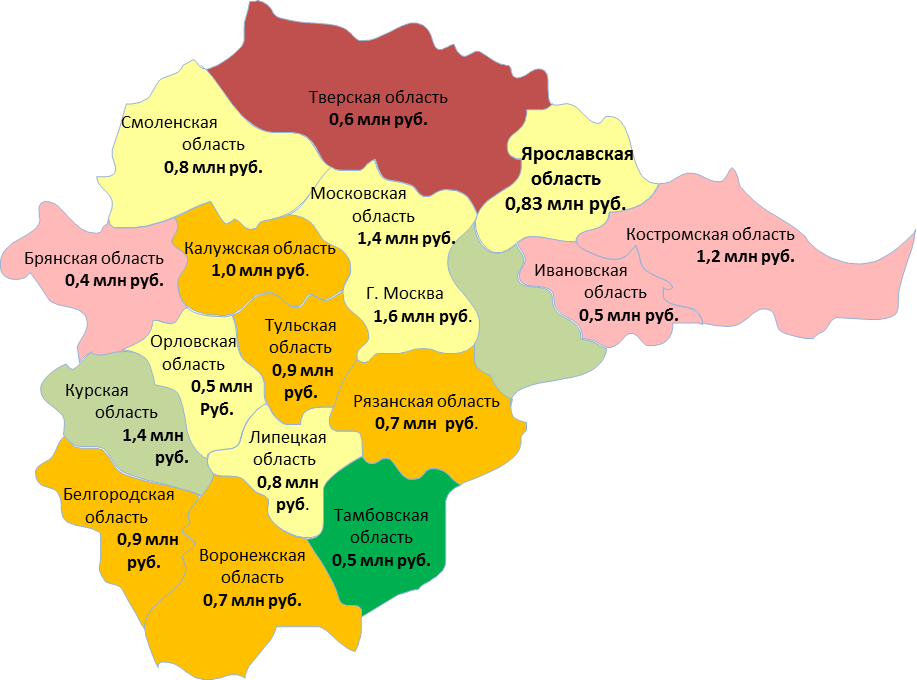 Тверская область
0,6 млн руб.
Смоленская
область
0,8 млн руб.
Ярославская
область
0,83 млн руб.
Московская
область
1,4 млн руб.
Костромская область
1,2 млн руб.
Брянская область
0,4 млн руб.
Калужская область
1,0 млн руб.
Ивановская
область
0,5 млн руб.
Г. Москва
1,6 млн руб.
Орловская
область
0,5 млн
Руб.
Тульская
область
0,9 млн
руб.
Курская
область
1,4 млн
руб.
Рязанская область
0,7 млн  руб.
Липецкая
область
0,8 млн
руб.
Белгородская
область
0,9 млн
руб.
Тамбовская
область
0,5 млн руб.
Воронежская
область
0,7 млн руб.